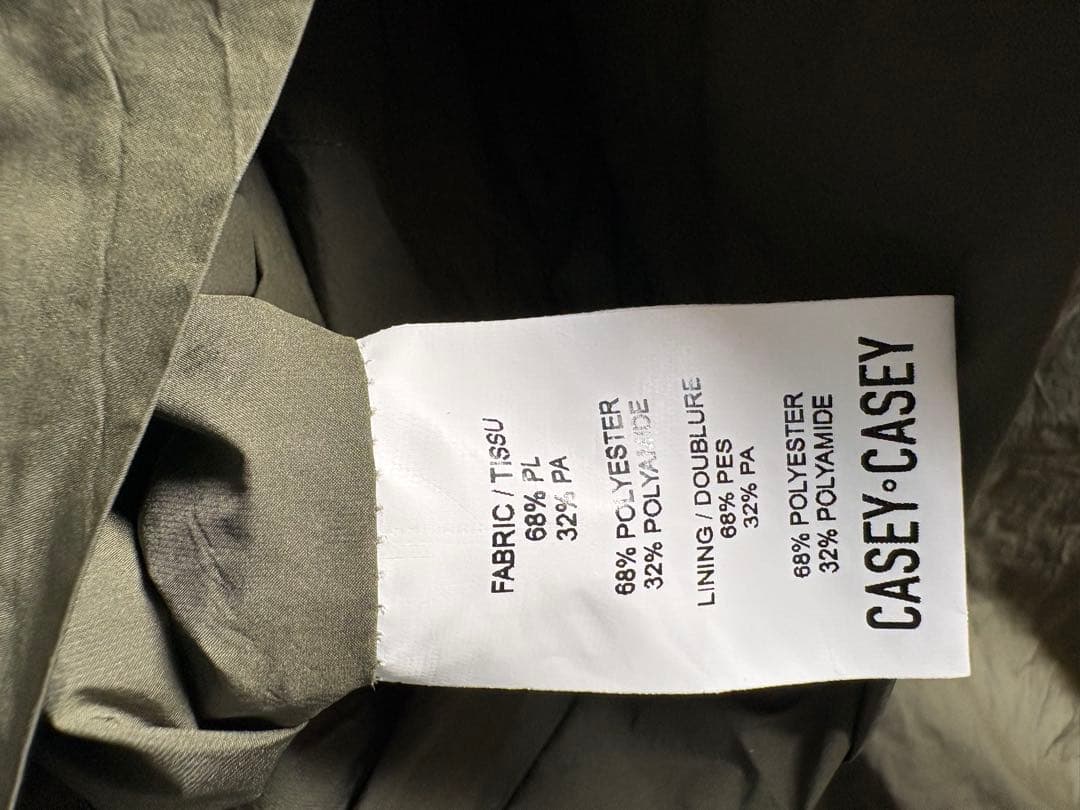 FABRIC / TISSU
68% PL
32% PA
68% POLYESTER
32% POLYAMIDE
LINING / DOUBLURE
68% PES
32% PA
68% POLYESTER
32% POLYAMIDE
CASEY∘CASEY